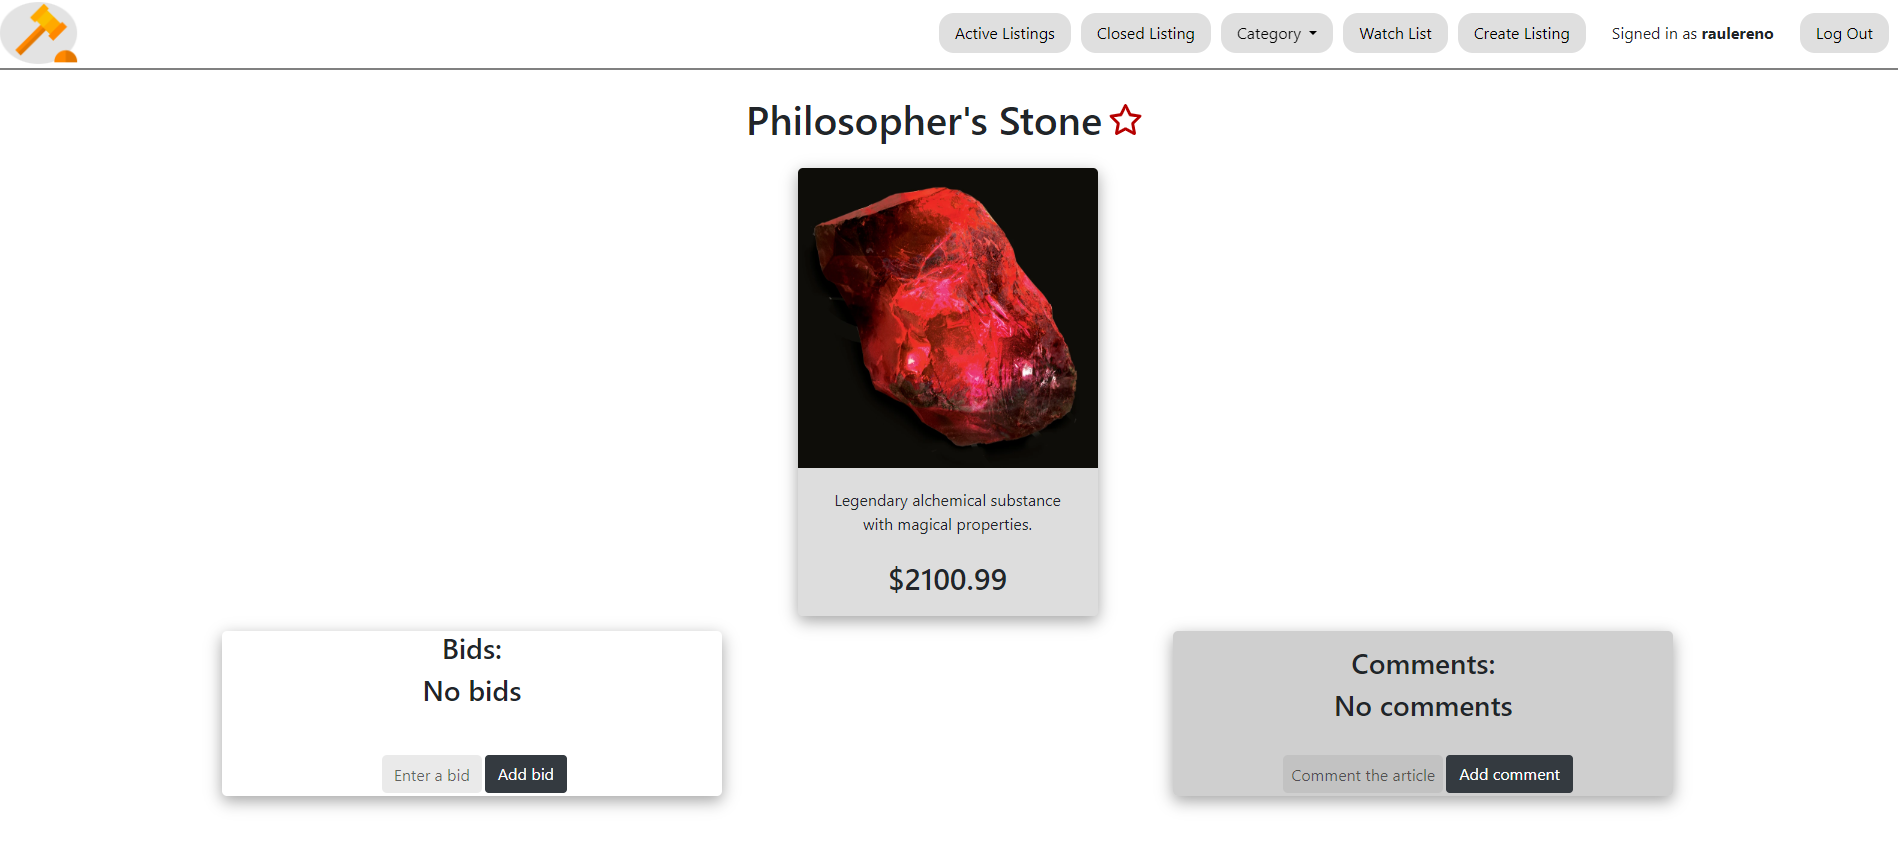 Active Listings
Closed Listing
Category
Watch List
Create Listing
Signed in as raulereno
Log Out
Philosopher's Stone
Legendary alchemical substance
with magical properties.
$2100.99
Bids:
No bids
Enter a bid
Add bid
Comments:
No comments
Comment the article
Add comment